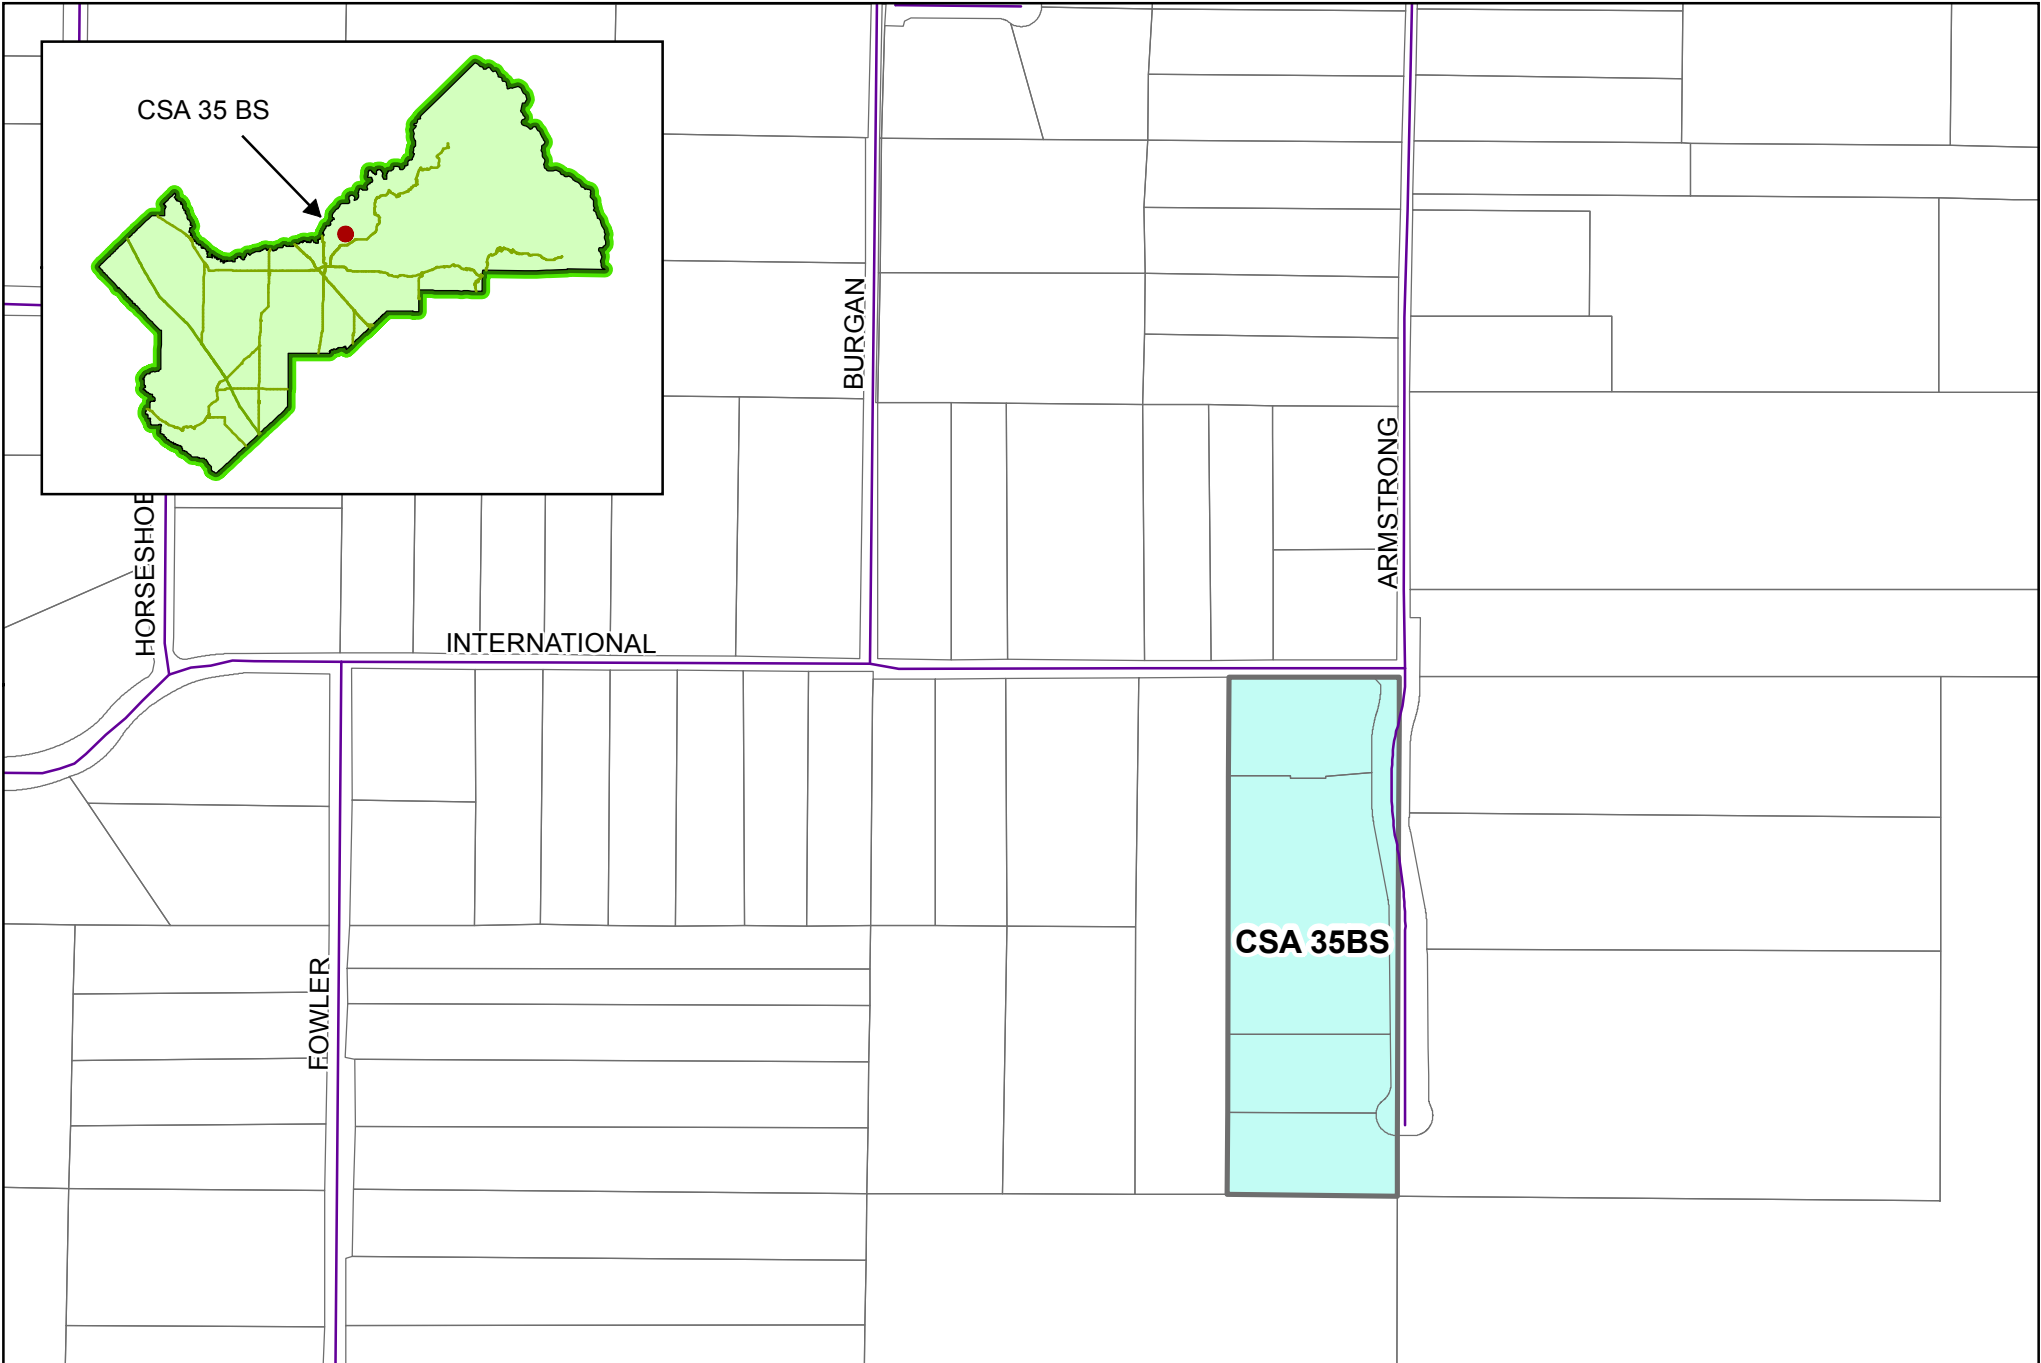 CSA 35 BS
BURGAN
ARMSTRONG
HORSESHOE
INTERNATIONAL
CSA 35BS
FOWLER